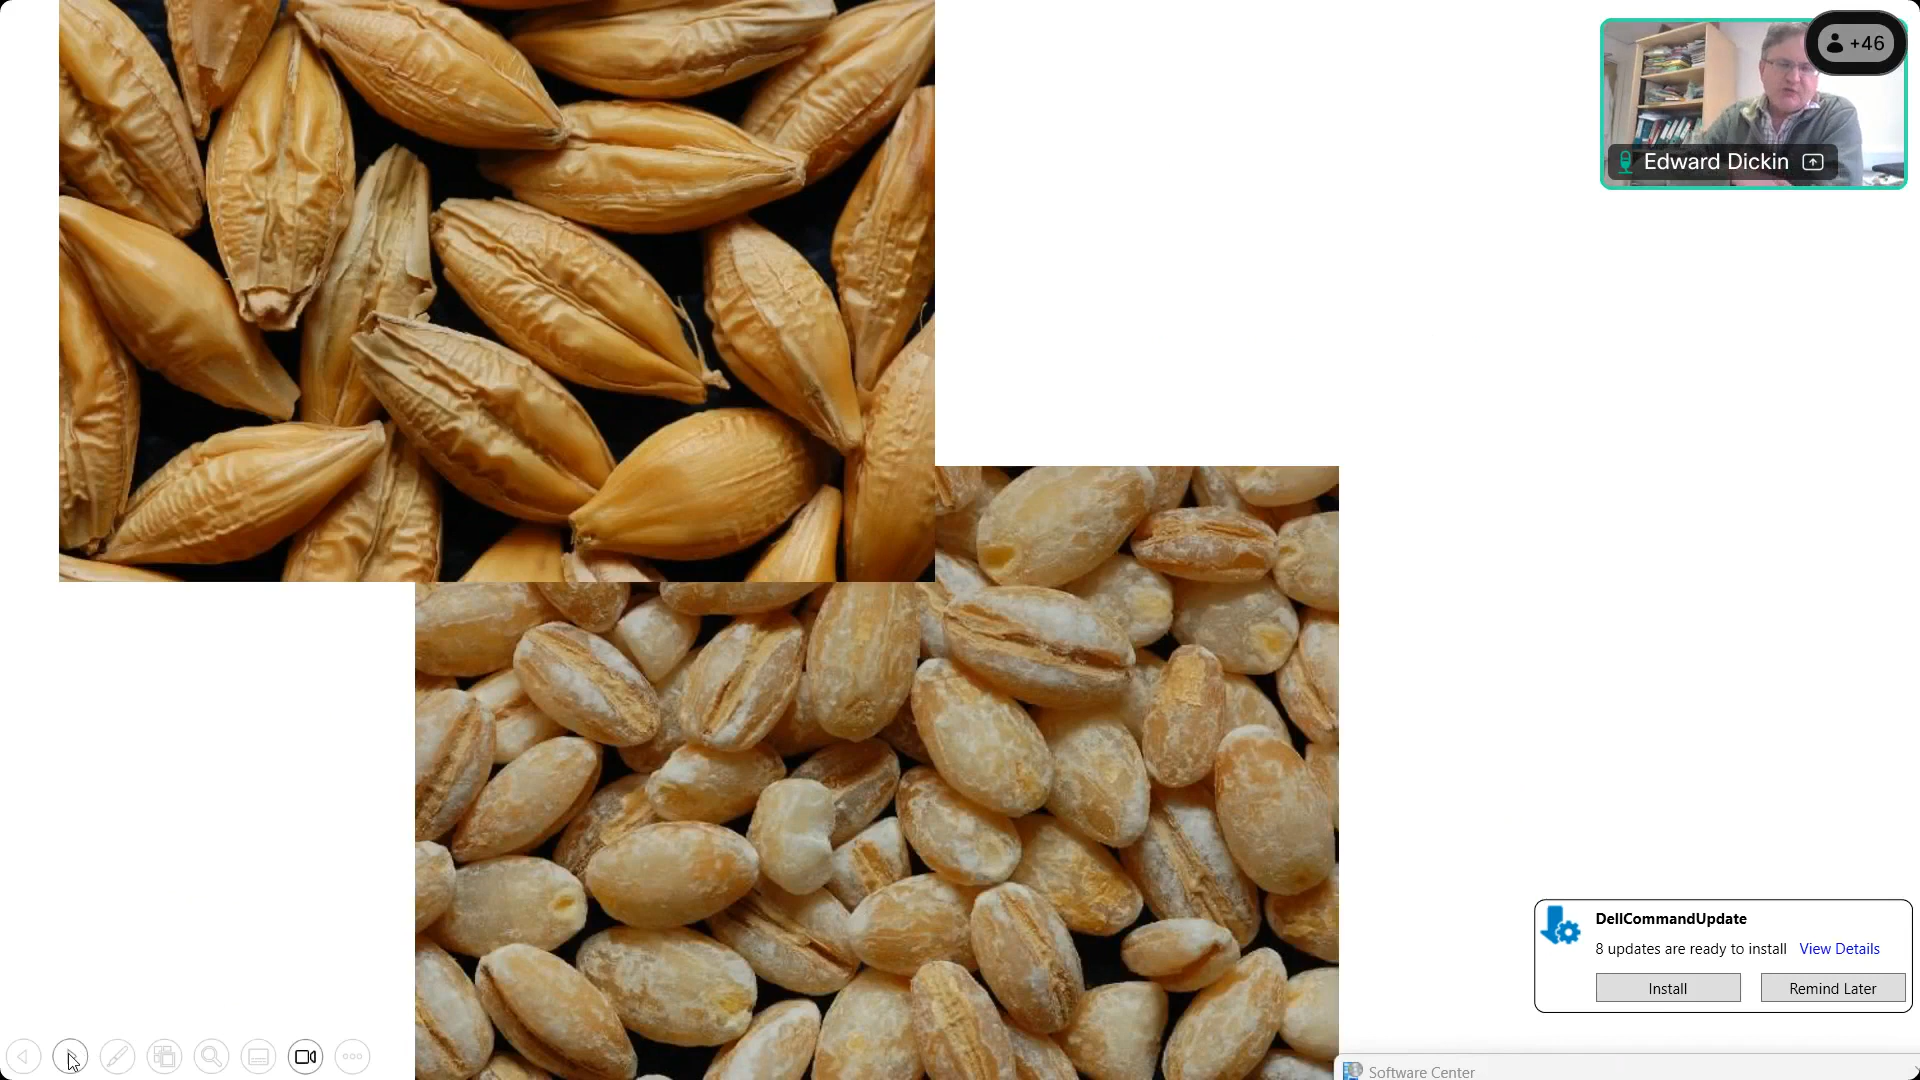 +46
Edward Dickin
DellCommandUpdate
8 updates are ready to install View Details
Install Remind Later
Software Center